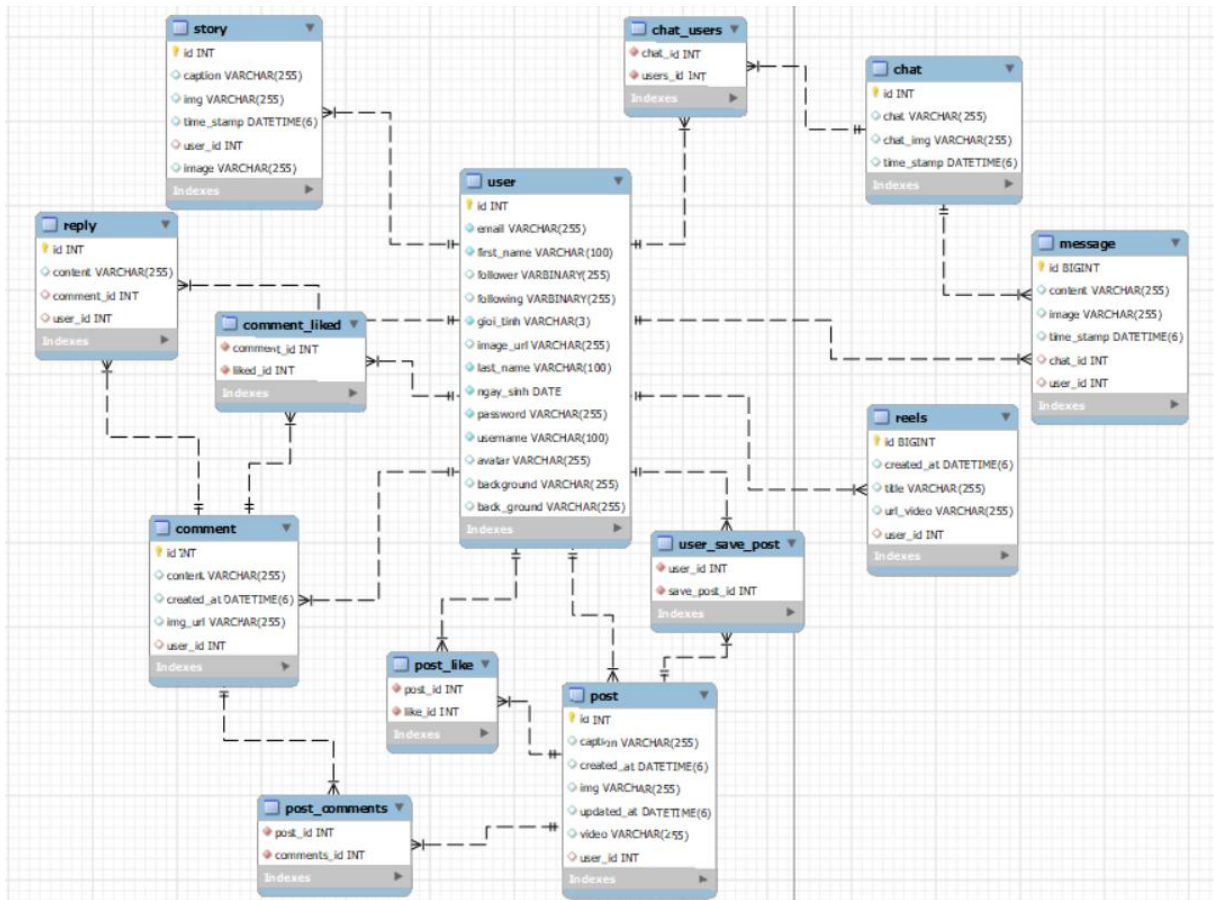 story
id INT
caption VARCHAR(255)
img VARCHAR(255)
time_stamp DATETIME(6)
user_id INT
image VARCHAR(255)
Indexes
chat_users
chat_id INT
users_id INT
Indexes
chat
id INT
chat VARCHAR(255)
chat_img VARCHAR(255)
time_stamp DATETIME(6)
Indexes
user
id INT
email VARCHAR(255)
first_name VARCHAR(100)
follower VARBINARY(255)
following VARBINARY(255)
gioi_tinh VARCHAR(3)
image_url VARCHAR(255)
last_name VARCHAR(100)
ngay_sinh DATE
password VARCHAR(255)
username VARCHAR(100)
avatar VARCHAR(255)
background VARCHAR(255)
back_ground VARCHAR(255)
Indexes
reply
id INT
content VARCHAR(255)
comment_id INT
user_id INT
Indexes
message
id BIGINT
content VARCHAR(255)
image VARCHAR(255)
time_stamp DATETIME(6)
chat_id INT
user_id INT
Indexes
comment_liked
comment_id INT
liked_id INT
Indexes
reels
id BIGINT
created_at DATETIME(6)
title VARCHAR(255)
url_video VARCHAR(255)
user_id INT
Indexes
comment
id INT
content VARCHAR(255)
created_at DATETIME(6)
img_url VARCHAR(255)
user_id INT
Indexes
user_save_post
user_id INT
save_post_id INT
Indexes
post_like
post_id INT
like_id INT
Indexes
post
id INT
caption VARCHAR(255)
created_at DATETIME(6)
img VARCHAR(255)
updated_at DATETIME(6)
video VARCHAR(255)
user_id INT
Indexes
post_comments
post_id INT
comments_id INT
Indexes